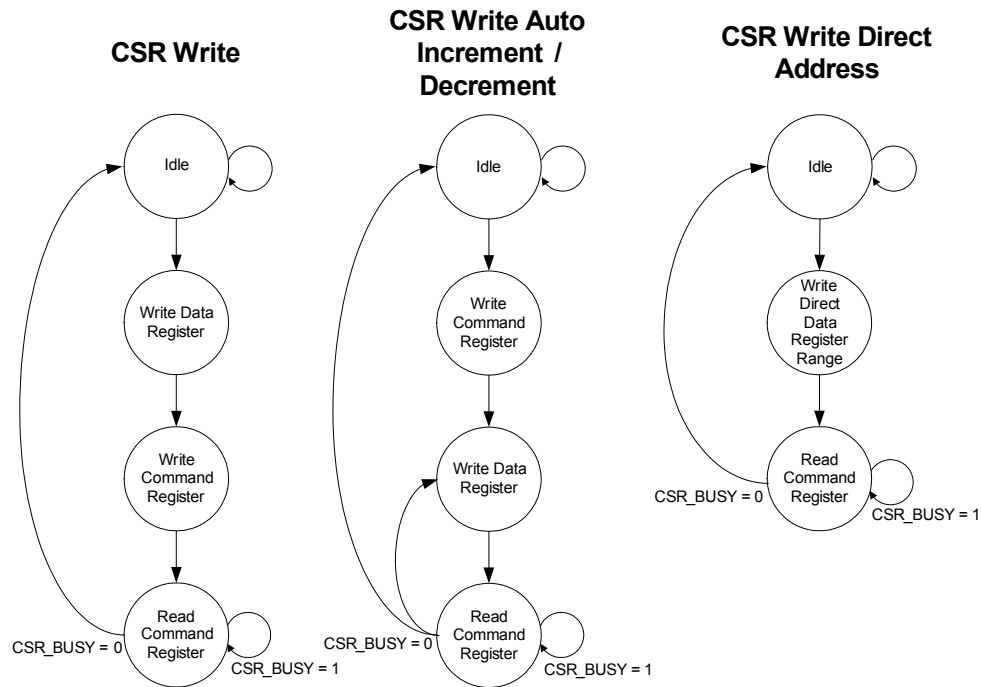 CSR Write
Idle
Write Data
Register
Write
Command
Register
Read
Command
Register
CSR_BUSY = 0
CSR_BUSY = 1
CSR Write Auto
Increment /
Decrement
Idle
Write
Command
Register
Write Data
Register
Read
Command
Register
CSR_BUSY = 0
CSR_BUSY = 1
CSR Write Direct
Address
Idle
Write
Direct
Data
Register
Range
Read
Command
Register
CSR_BUSY = 0
CSR_BUSY = 1